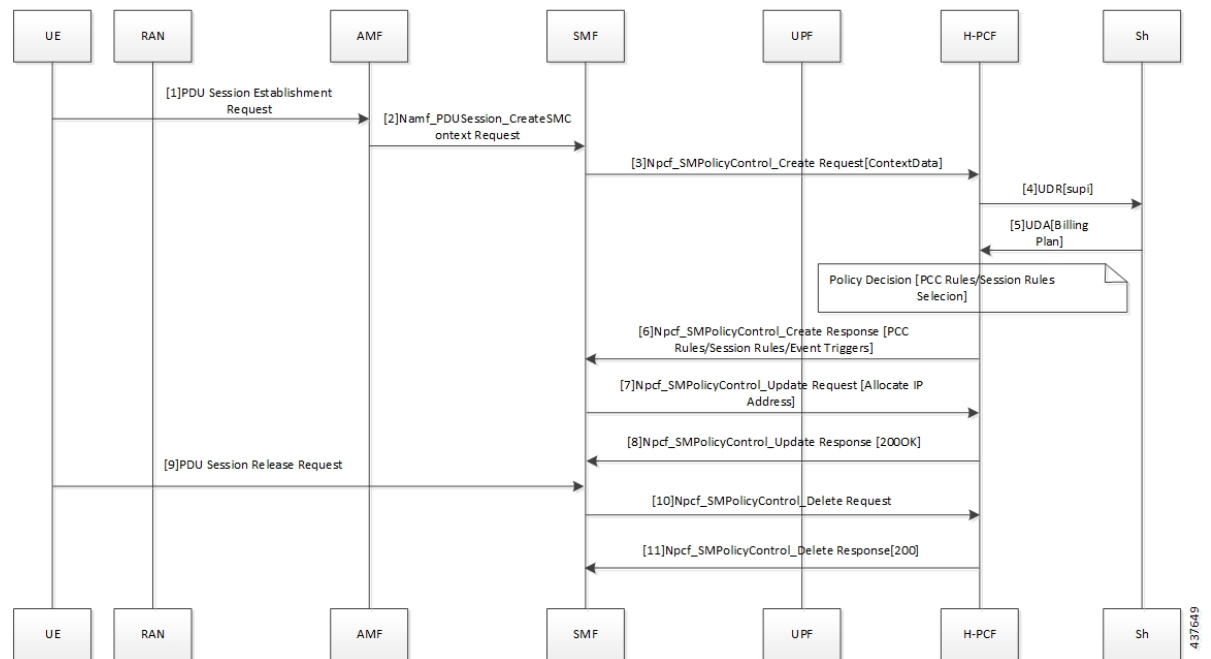 UE
RAN
AMF
SMF
UPF
H-PCF
Sh
[1]PDU Session Establishment
Request
[2]Namf_PDUSession_CreateSMC
ontext Request
[3]Npcf_SMPolicyControl_Create Request[ContextData]
[4]UDR[supi]
[5]UDA[Billing
Plan]
Policy Decision [PCC Rules/Session Rules
Selecion]
[6]Npcf_SMPolicyControl_Create Response [PCC
Rules/Session Rules/Event Triggers]
[7]Npcf_SMPolicyControl_Update Request [Allocate IP
Address]
[8]Npcf_SMPolicyControl_Update Response [200OK]
[9]PDU Session Release Request
[10]Npcf_SMPolicyControl_Delete Request
[11]Npcf_SMPolicyControl_Delete Response[200]
UE
RAN
AMF
SMF
UPF
H-PCF
Sh
437649